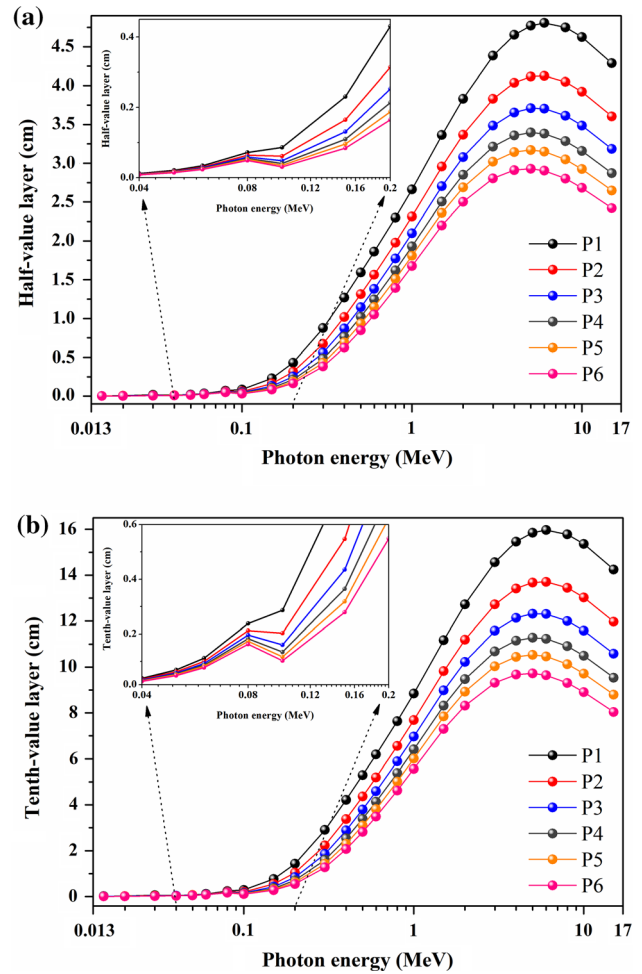 (a)
Half-value layer (cm)
4.5
4.0
3.5
3.0
2.5
2.0
1.5
1.0
0.5
0.0
Half-value layer (cm)
0.4
0.2
0.0
0.04
0.08
0.12
0.16
0.2
Photon energy (MeV)
P1
P2
P3
P4
P5
P6
0.013
0.1
1
10
17
Photon energy (MeV)
(b)
Tenth-value layer (cm)
16
14
12
10
8
6
4
2
0
Tenth-value layer (cm)
0.6
0.4
0.2
0.0
0.04
0.08
0.12
0.16
0.2
Photon energy (MeV)
P1
P2
P3
P4
P5
P6
0.013
0.1
1
10
17
Photon energy (MeV)